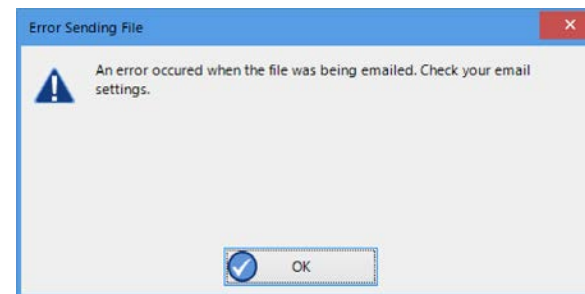 Error Sending File
An error occured when the file was being emailed. Check your email
settings.
OK